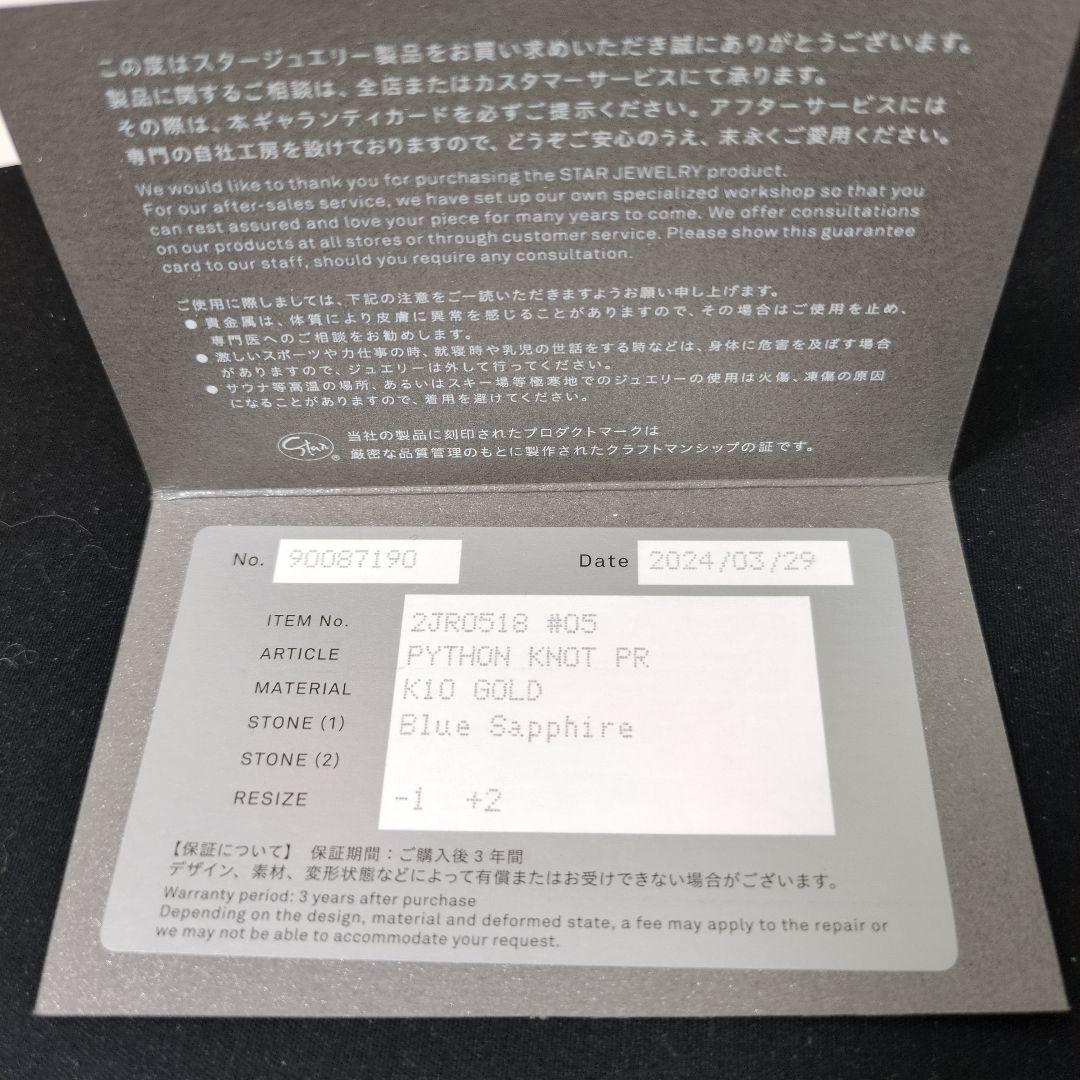 この度はスタージュエリー製品をお買い求めいただき誠にありがとうございます。
製品に関するご相談は、全店またはカスタマーサービスにて承ります。
その際は、本ギャランティカードを必ずご提示ください。アフターサービスには
専門の自社工房を設けておりますので、どうぞご安心のうえ、末永くご愛用ください。
We would like to thank you for purchasing the STAR JEWELRY product.
For our after-sales service, we have set up our own specialized workshop so that you
can rest assured and love your piece for many years to come. We offer consultations
on our products at all stores or through customer service. Please show this guarantee
card to our staff, should you require any consultation.
ご使用に際しましては、下記の注意をご一読いただきますようお願い申し上げます。
● 貴金属は、体質により皮膚に異常を感じることがありますので、その場合はご使用を止め、
専門医へのご相談をお勧めします。
● 激しいスポーツや力仕事の時、就寝時や乳児の世話をする時などは、身体に危害を及ぼす場合
がありますので、ジュエリーは外して行ってください。
● サウナ等高温の場所、あるいはスキー場等極寒地でのジュエリーの使用は火傷、凍傷の原因
になることがありますので、着用を避けてください。
Star® 当社の製品に刻印されたプロダクトマークは
厳密な品質管理のもとに製作されたクラフトマンシップの証です。
No. 90087190 Date 2024/03/29
ITEM No. 2JR0518 #05
ARTICLE PYTHON KNOT PR
MATERIAL K10 GOLD
STONE (1) Blue Sapphire
STONE (2)
RESIZE -1 +2
【保証について】 保証期間：ご購入後3年間
デザイン、素材、変形状態などによって有償またはお受けできない場合がございます。
Warranty period: 3 years after purchase
Depending on the design, material and deformed state, a fee may apply to the repair or
we may not be able to accommodate your request.